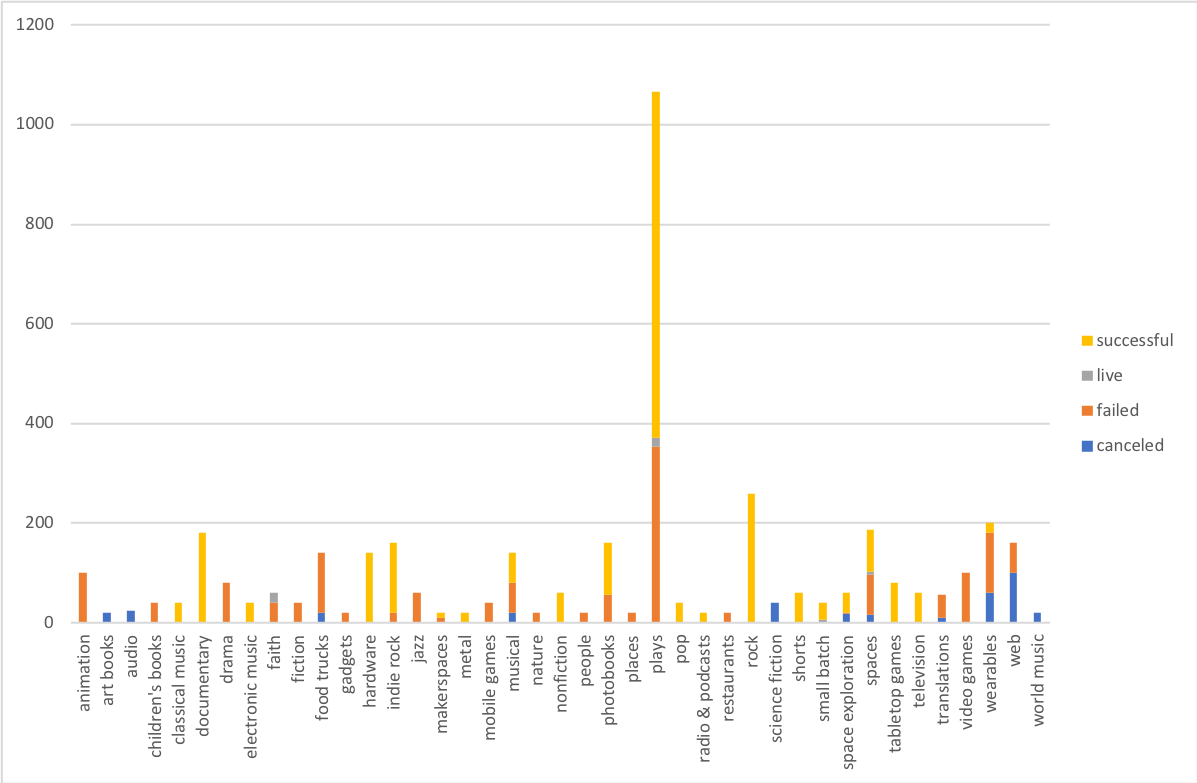 1200
1000
800
600
400
200
0
successful
live
failed
canceled
animation
art books
audio
children's books
classical music
documentary
drama
electronic music
faith
fiction
food trucks
gadgets
hardware
indie rock
jazz
makerspaces
metal
mobile games
musical
nature
nonfiction
people
photobooks
places
plays
pop
radio & podcasts
restaurants
rock
science fiction
shorts
small batch
space exploration
spaces
tabletop games
television
translations
video games
wearables
web
world music